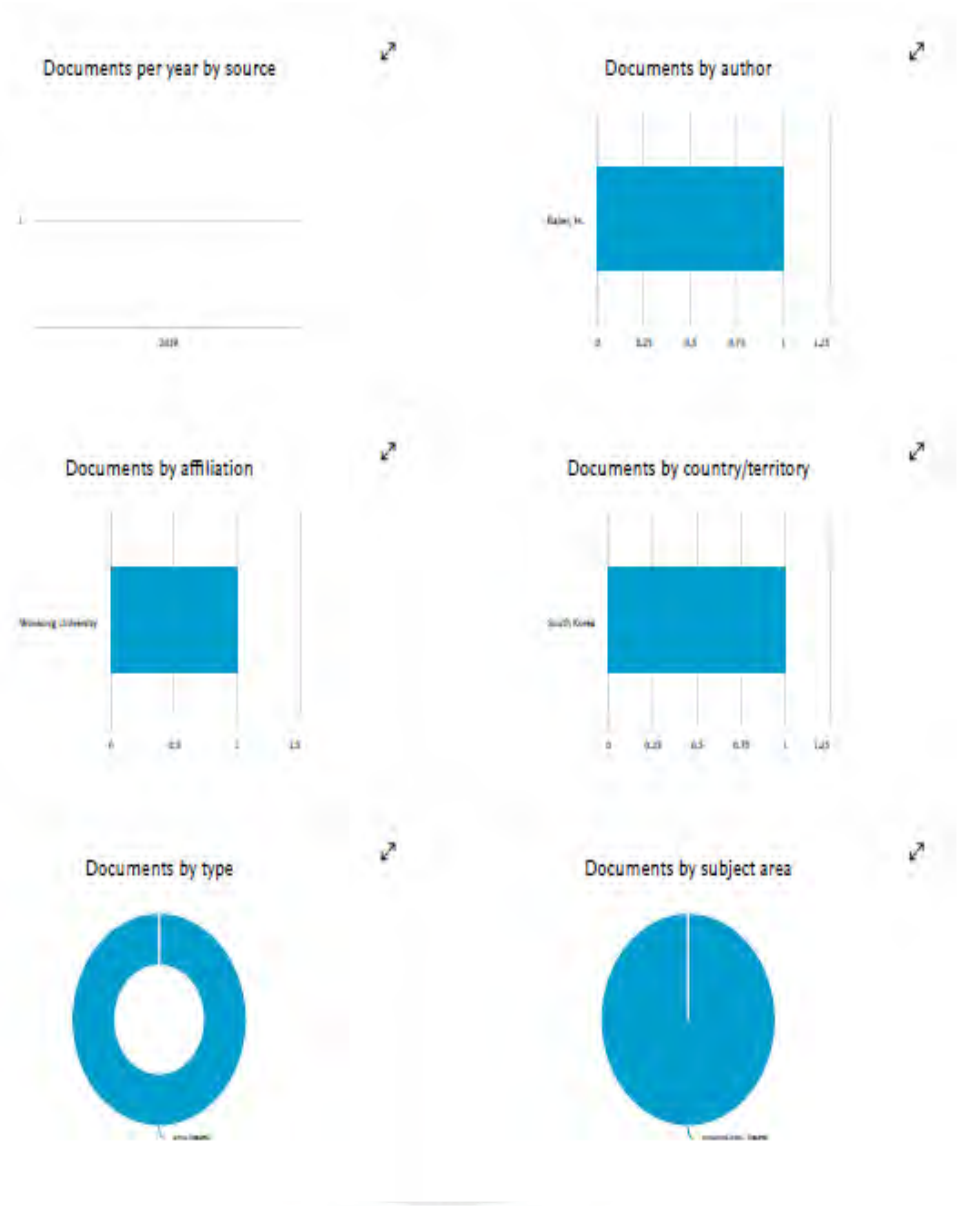 Documents per year by source
Documents by author
1
0 0.25 0.5 0.75 1 1.25
Documents by affiliation
Documents by country/territory
University
South Korea
0 0.5 1 1.5
0 0.25 0.5 0.75 1 1.25
Documents by type
Documents by subject area